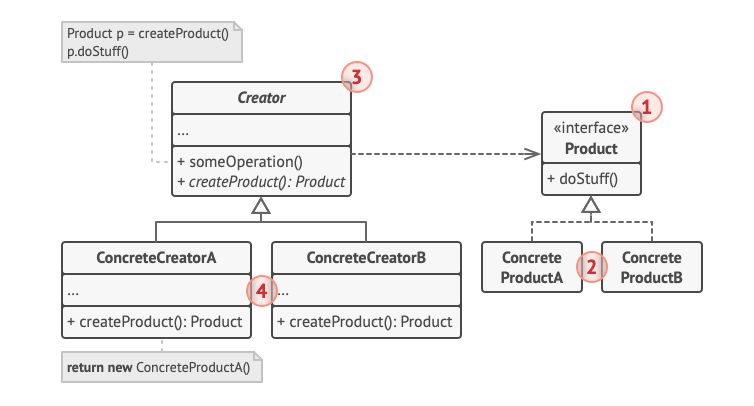 Product p = createProduct()
p.doStuff()
3
Creator
...
+ someOperation()
+ createProduct(): Product
1
«interface»
Product
+ doStuff()
ConcreteCreatorA
...
+ createProduct(): Product
4
ConcreteCreatorB
...
+ createProduct(): Product
Concrete
ProductA
2
Concrete
ProductB
return new ConcreteProductA()